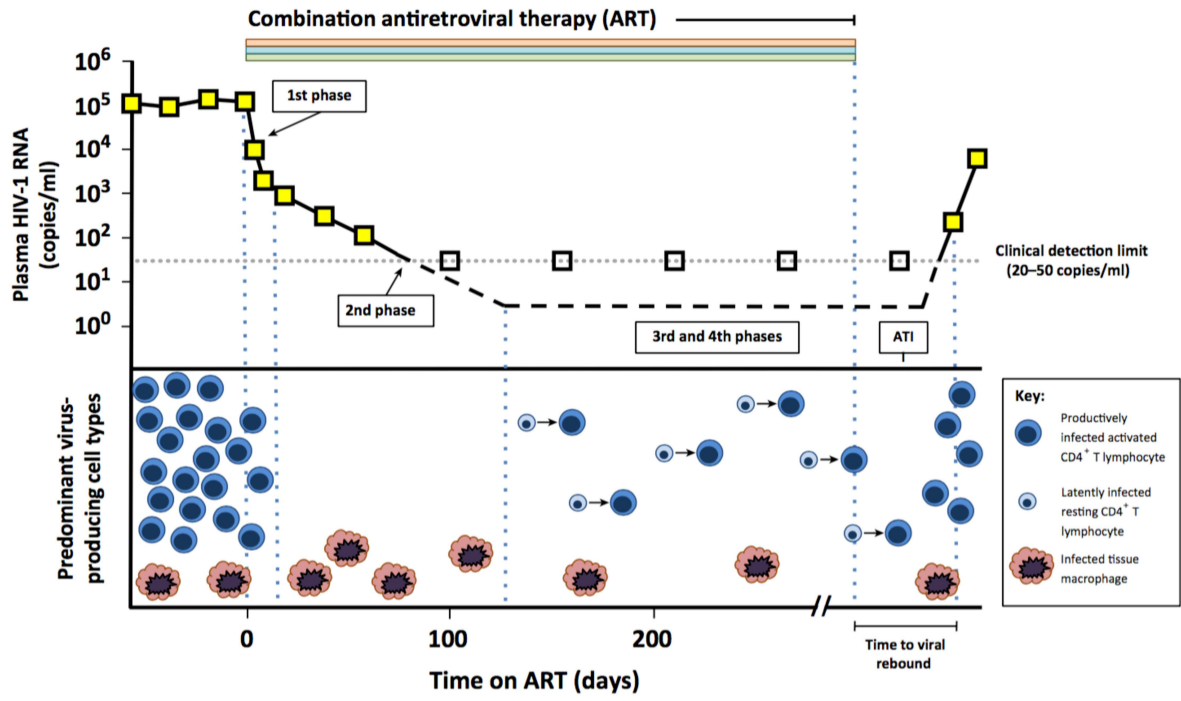 Combination antiretroviral therapy (ART)
10⁶
10⁵
10⁴
10³
10²
10¹
10⁰
Plasma HIV-1 RNA
(copies/ml)
1st phase
2nd phase
3rd and 4th phases
ATI
Clinical detection limit
(20–50 copies/ml)
Predominant virus-
producing cell types
Key:
Productively
infected activated
CD4⁺ T lymphocyte
Latently infected
resting CD4⁺ T
lymphocyte
Infected tissue
macrophage
0
100
200
Time on ART (days)
Time to viral
rebound